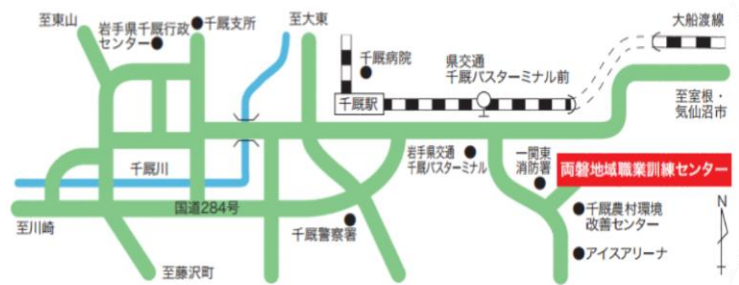 至東山
岩手県千厩行政
センター
千厩支所
至大東
大船渡線
千厩病院
県交通
千厩バスターミナル前
千厩駅
至室根・
気仙沼市
千厩川
岩手県交通
千厩バスターミナル
一関東
消防署
両磐地域職業訓練センター
国道284号
至川崎
千厩警察署
千厩農村環境
改善センター
N
アイスアリーナ
至藤沢町